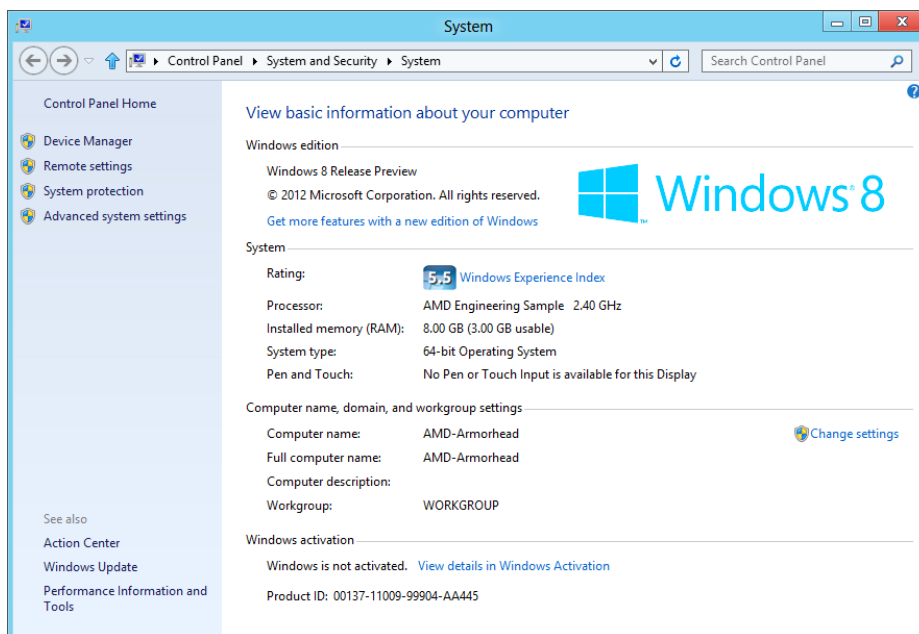 System
Control Panel ▸ System and Security ▸ System
Search Control Panel
Control Panel Home
Device Manager
Remote settings
System protection
Advanced system settings
See also
Action Center
Windows Update
Performance Information and
Tools
View basic information about your computer
Windows edition
Windows 8 Release Preview
© 2012 Microsoft Corporation. All rights reserved.
Get more features with a new edition of Windows
Windows® 8
™
System
Rating: 5,5 Windows Experience Index
Processor: AMD Engineering Sample 2.40 GHz
Installed memory (RAM): 8.00 GB (3.00 GB usable)
System type: 64-bit Operating System
Pen and Touch: No Pen or Touch Input is available for this Display
Computer name, domain, and workgroup settings
Computer name: AMD-Armorhead
Change settings
Full computer name: AMD-Armorhead
Computer description:
Workgroup: WORKGROUP
Windows activation
Windows is not activated. View details in Windows Activation
Product ID: 00137-11009-99904-AA445